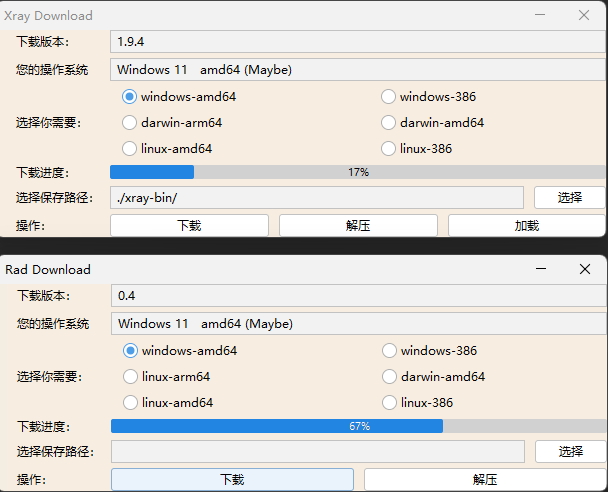 Xray Download
下载版本： 1.9.4
您的操作系统 Windows 11 amd64 (Maybe)
windows-amd64 windows-386
选择你需要： darwin-arm64 darwin-amd64
linux-amd64 linux-386
下载进度： 17%
选择保存路径： ./xray-bin/ 选择
操作： 下载 解压 加载
Rad Download
下载版本： 0.4
您的操作系统 Windows 11 amd64 (Maybe)
windows-amd64 windows-386
选择你需要： linux-arm64 darwin-amd64
linux-amd64 linux-386
下载进度： 67%
选择保存路径： 选择
操作： 下载 解压